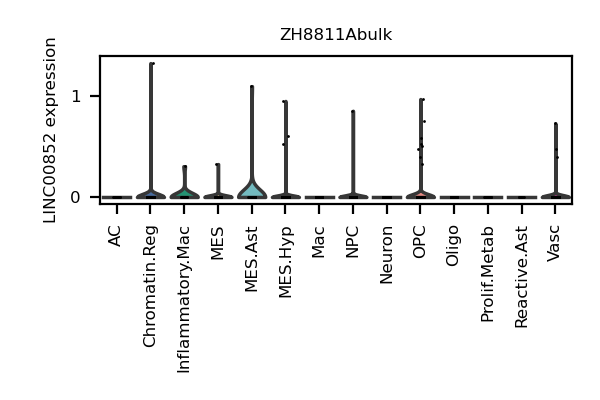 ZH8811Abulk
LINC00852 expression
1
0
AC
Chromatin.Reg
Inflammatory.Mac
MES
MES.Ast
MES.Hyp
Mac
NPC
Neuron
OPC
Oligo
Prolif.Metab
Reactive.Ast
Vasc